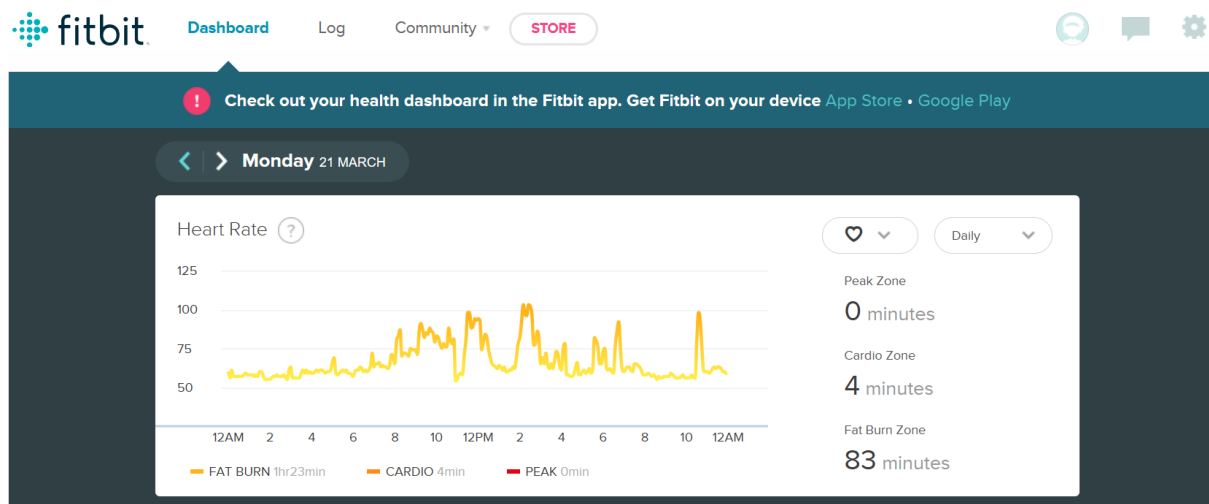 fitbit.
Dashboard Log Community STORE
! Check out your health dashboard in the Fitbit app. Get Fitbit on your device App Store • Google Play
Monday 21 MARCH
Heart Rate ?
Daily
125
100
75
50
12AM 2 4 6 8 10 12PM 2 4 6 8 10 12AM
FAT BURN 1hr23min CARDIO 4min PEAK 0min
Peak Zone
0 minutes
Cardio Zone
4 minutes
Fat Burn Zone
83 minutes